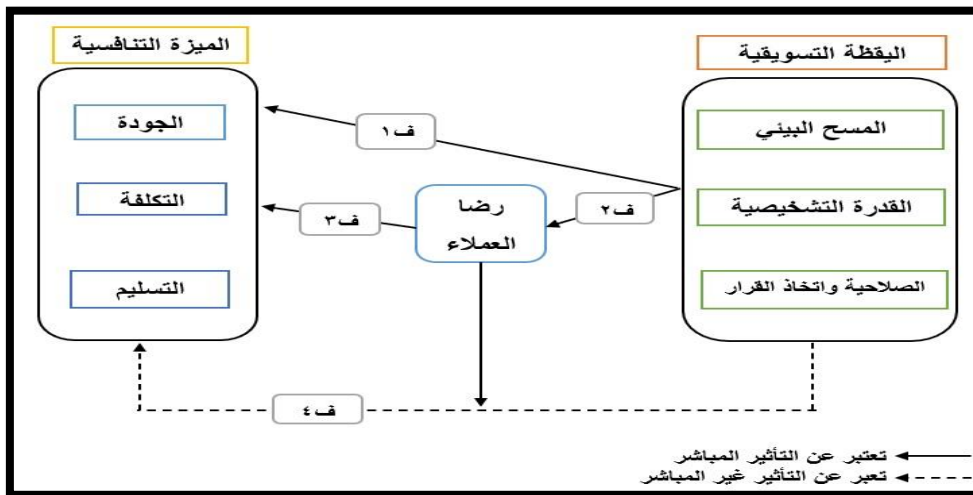 اليقظة التسويقية
المسح البيئي
القدرة التشخيصية
الصلاحية واتخاذ القرار
ف١
ف٢
رضا
العملاء
ف٣
ف٤
الميزة التنافسية
الجودة
التكلفة
التسليم
تعتبر عن التأثير المباشر
تعبر عن التأثير غير المباشر